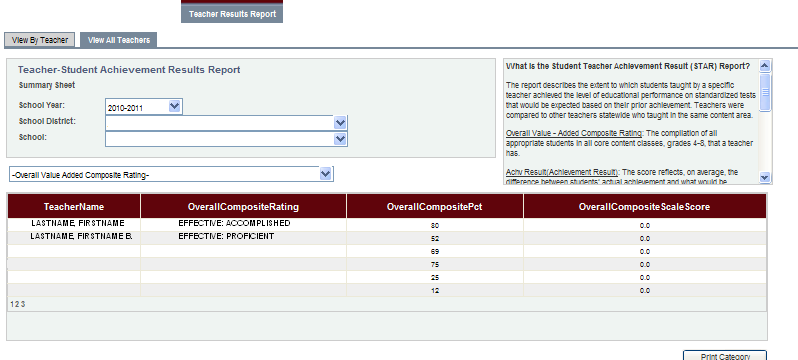 Teacher Results Report
View By Teacher View All Teachers
Teacher-Student Achievement Results Report
Summary Sheet
School Year: 2010-2011
School District:
School:
-Overall Value Added Composite Rating-
What is the Student Teacher Achievement Result (STAR) Report?
The report describes the extent to which students taught by a specific
teacher achieved the level of educational performance on standardized tests
that would be expected based on their prior achievement. Teachers were
compared to other teachers statewide who taught in the same content area.
Overall Value - Added Composite Rating: The compilation of all
appropriate students in all core content classes, grades 4-8, that a teacher
has.
Achv Result(Achievement Result): The score reflects, on average, the
difference between students' actual achievement and what would be
TeacherName OverallCompositeRating OverallCompositePct OverallCompositeScaleScore
LASTNAME, FIRSTNAME EFFECTIVE: ACCOMPLISHED 80 0.0
LASTNAME, FIRSTNAME B. EFFECTIVE: PROFICIENT 52 0.0
69 0.0
75 0.0
25 0.0
12 0.0
1 2 3
Print Category